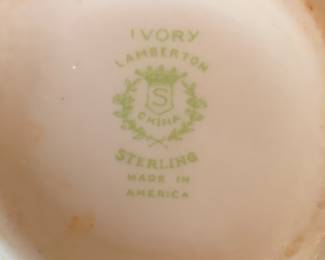 IVORY
LAMBERTON
S
CHINA
STERLING
MADE IN
AMERICA